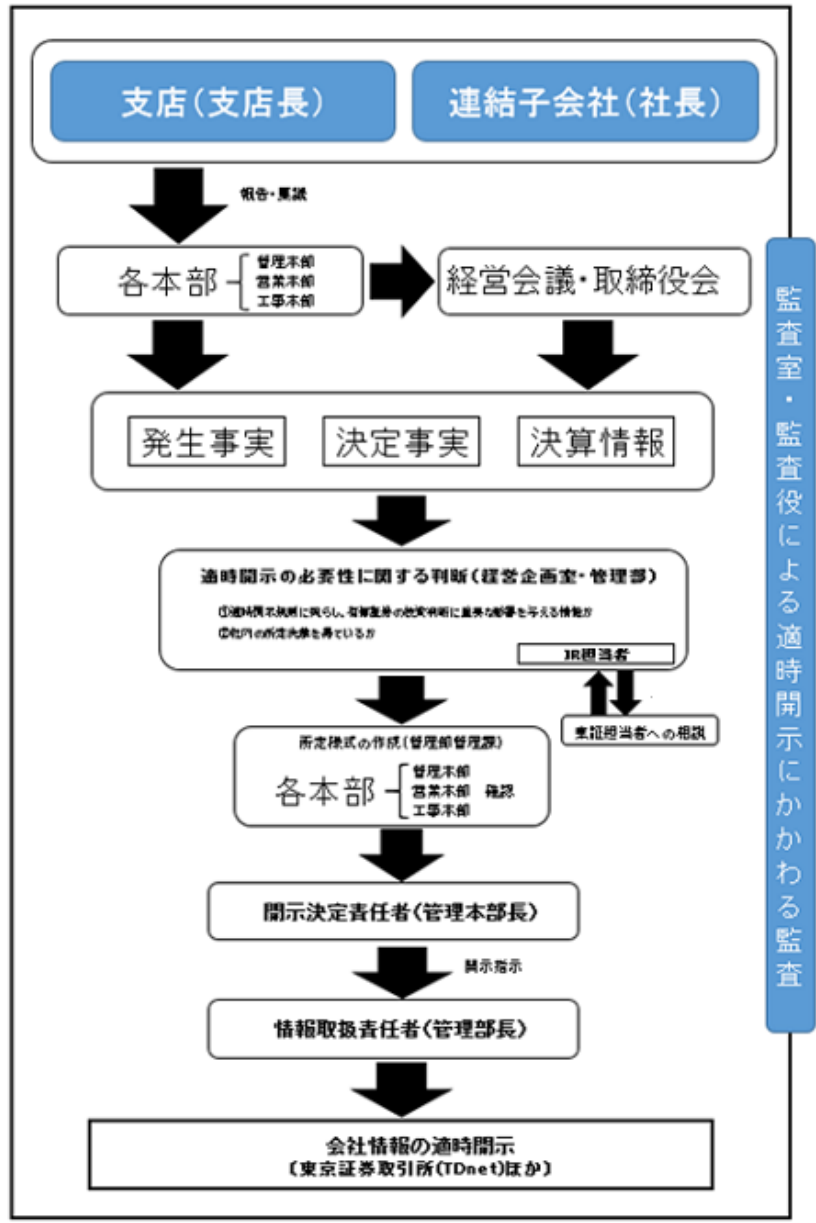 支店(支店長)
連結子会社(社長)
報告・稟議
各本部
管理本部
営業本部
工事本部
経営会議・取締役会
発生事実
決定事実
決算情報
適時開示の必要性に関する判断(経営企画室・管理部)
①適時開示規則に照らし、有価証券の投資判断に重要な影響を与える情報か
②社内の所定決裁を得ているか
IR担当者
東証担当者への相談
所定様式の作成(管理部管理課)
各本部
管理本部
営業本部 確認
工事本部
開示決定責任者(管理本部長)
開示指示
情報取扱責任者(管理部長)
会社情報の適時開示
〔東京証券取引所(TDnet)ほか〕
監査室・監査役による適時開示にかかわる監査